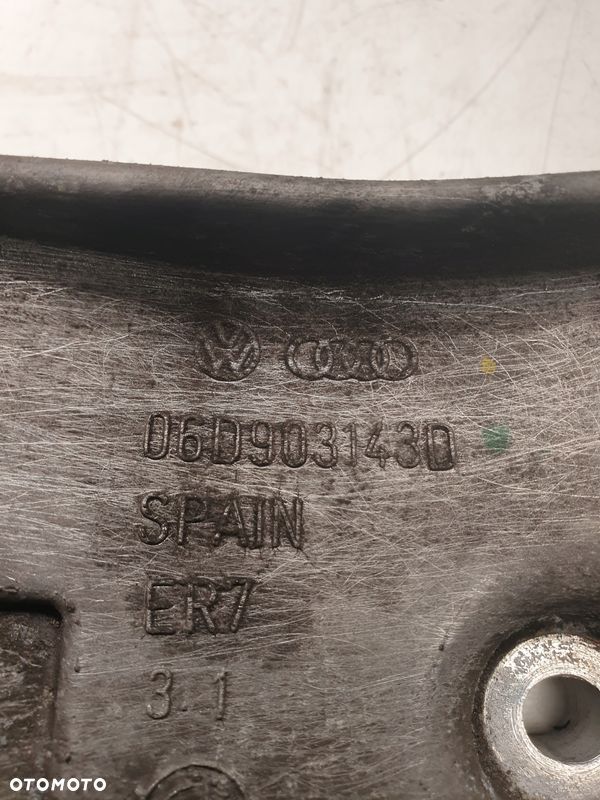 06D903143D
SPAIN
ER7
3.1
OTOMOTO